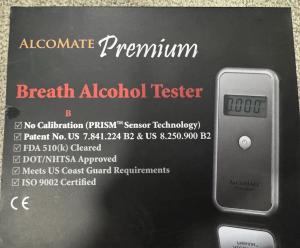 ALCOMATE Premium
Breath Alcohol Tester
B
No Calibration (PRISM™ Sensor Technology)
Patent No. US 7.841.224 B2 & US 8.250.900 B2
FDA 510(k) Cleared
DOT/NHTSA Approved
Meets US Coast Guard Requirements
ISO 9002 Certified
CE
0.000
ALCOMATE
Premium